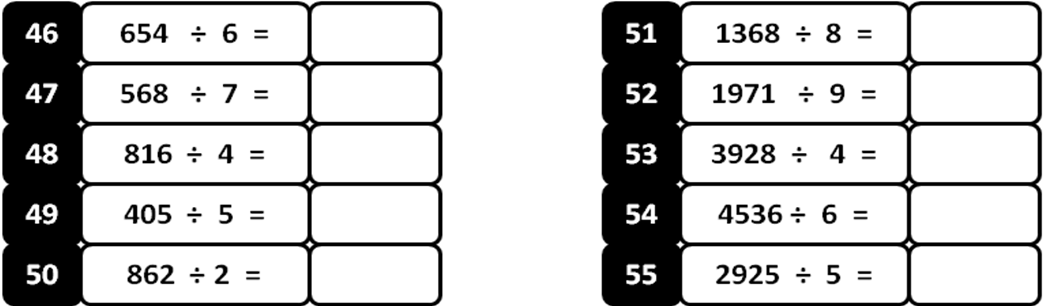 46 654 ÷ 6 =
47 568 ÷ 7 =
48 816 ÷ 4 =
49 405 ÷ 5 =
50 862 ÷ 2 =
51 1368 ÷ 8 =
52 1971 ÷ 9 =
53 3928 ÷ 4 =
54 4536 ÷ 6 =
55 2925 ÷ 5 =